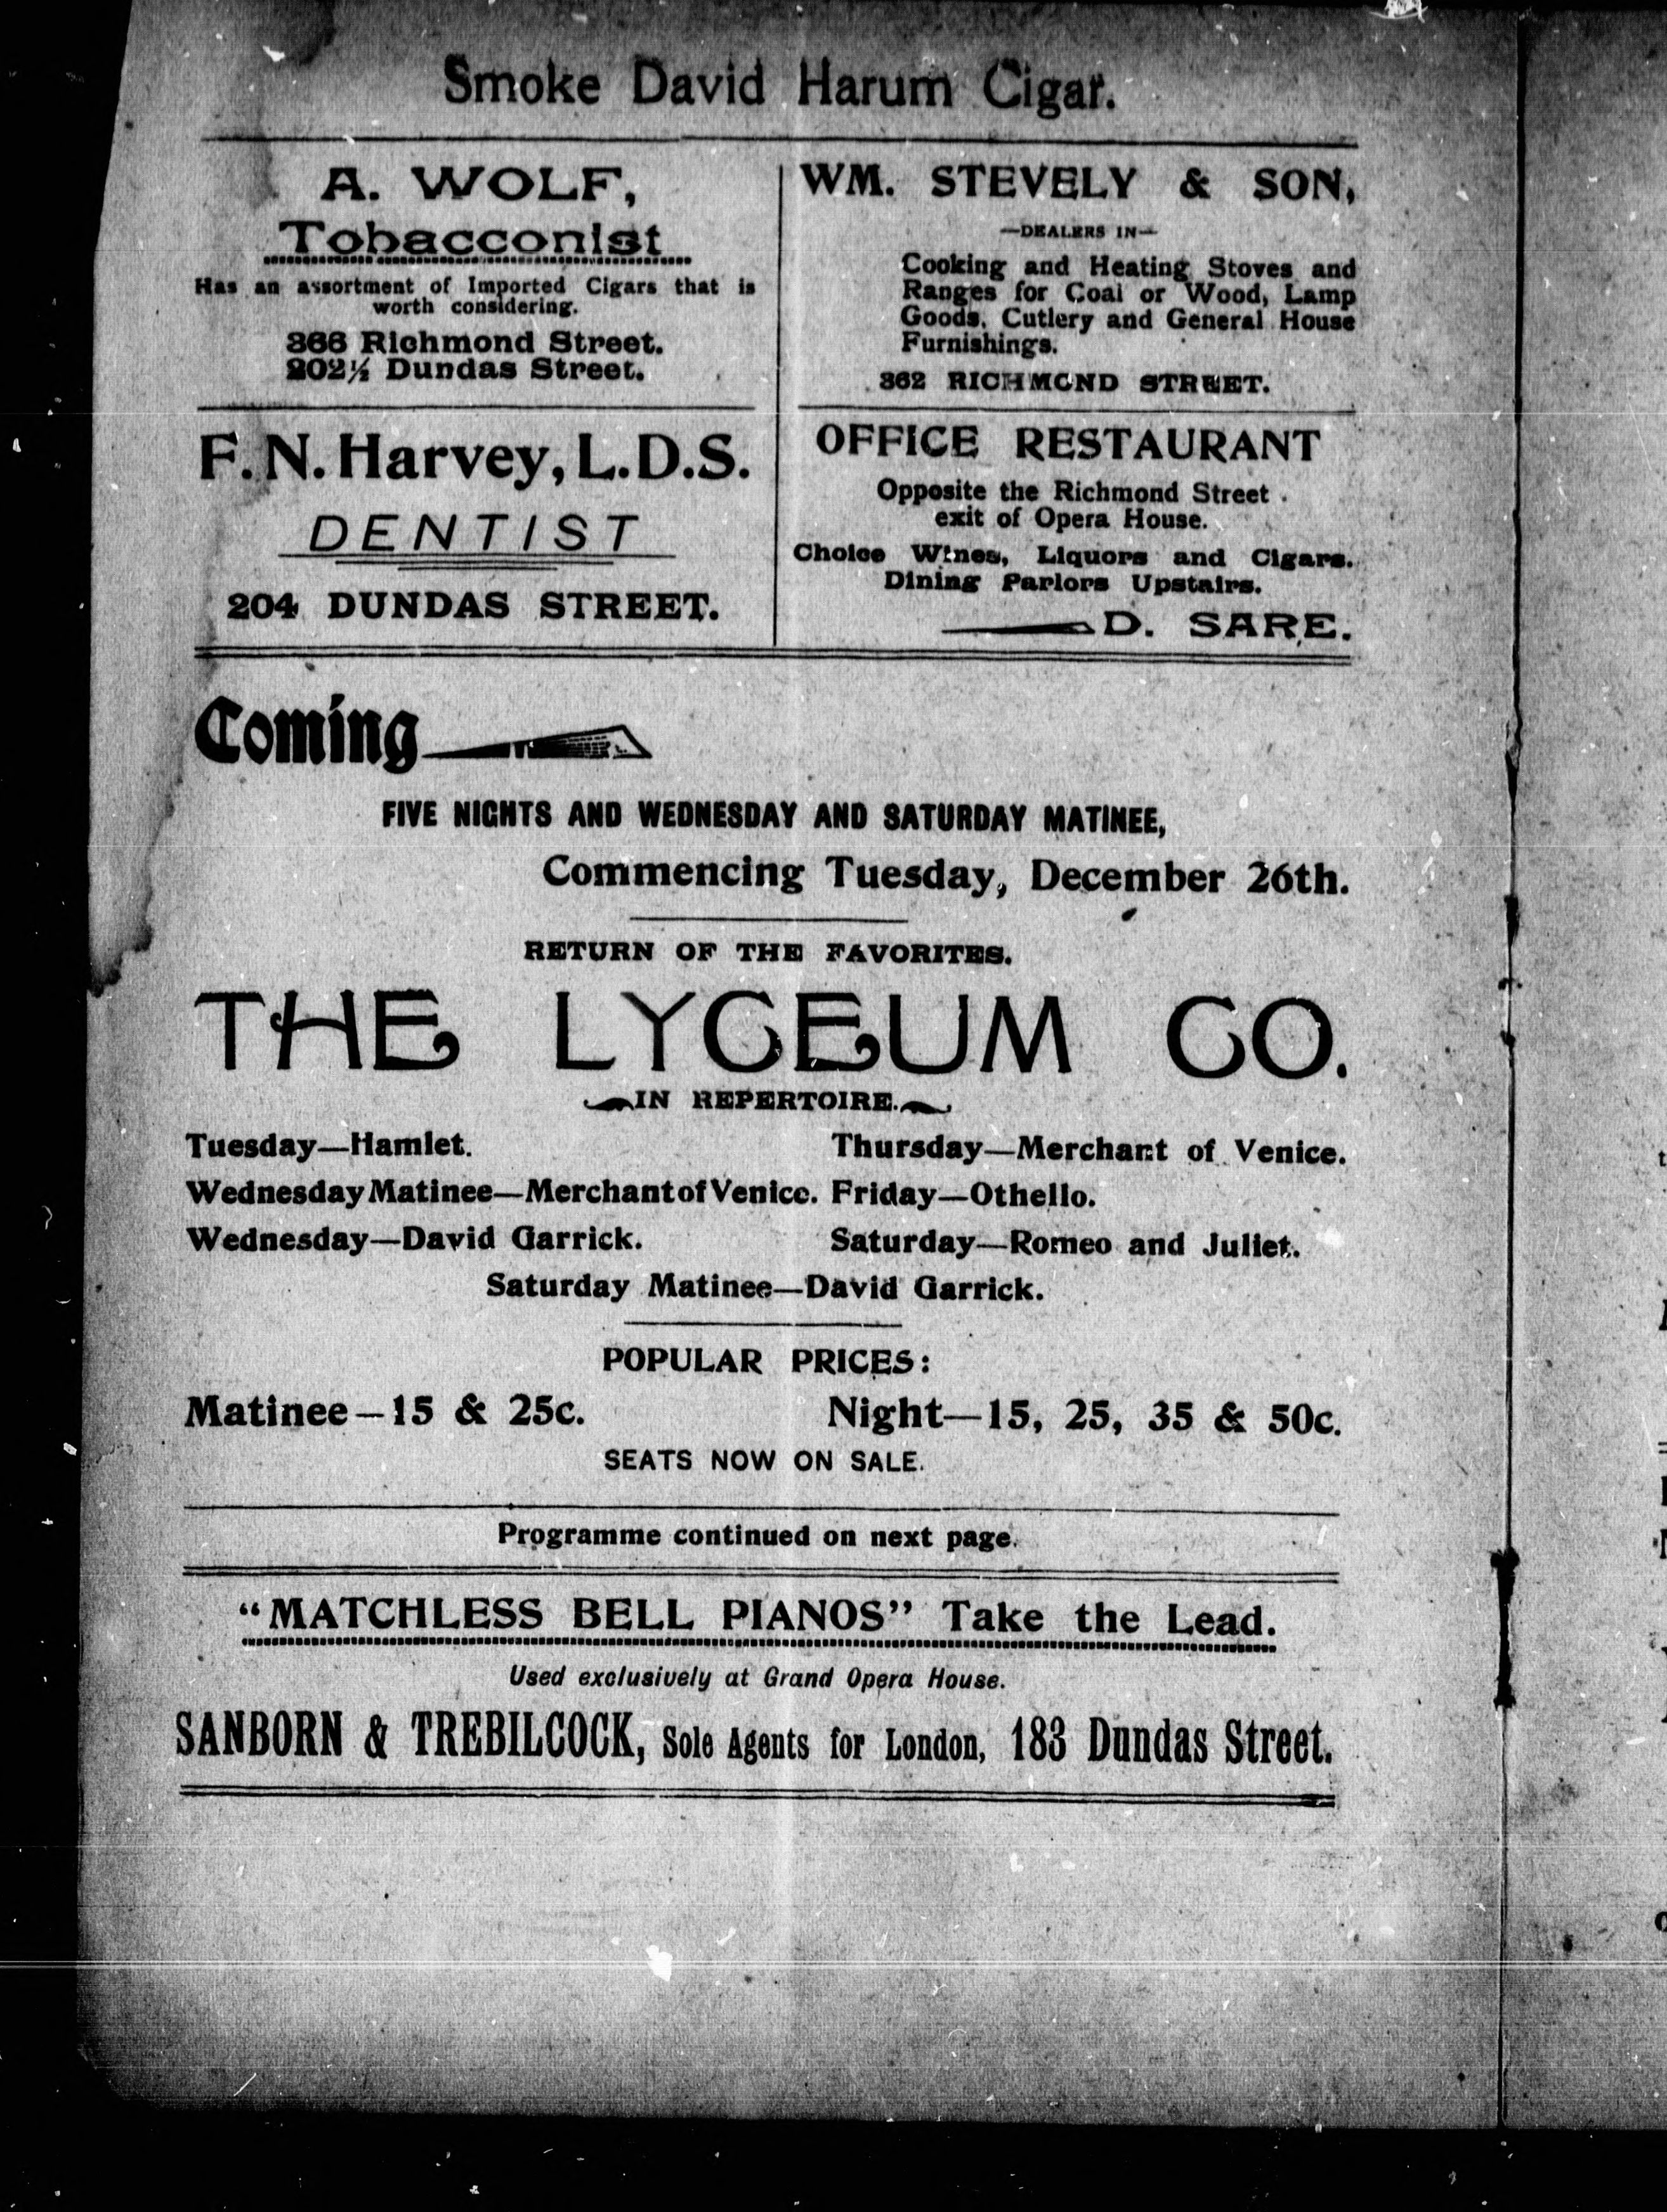 Smoke David Harum Cigar.
A. WOLF,
Tobacconist
Has an assortment of Imported Cigars that is
worth considering.
366 Richmond Street.
202½ Dundas Street.
WM. STEVELY & SON,
—DEALERS IN—
Cooking and Heating Stoves and
Ranges for Coal or Wood, Lamp
Goods, Cutlery and General House
Furnishings.
362 RICHMOND STREET.
F. N. Harvey, L.D.S.
DENTIST
204 DUNDAS STREET.
OFFICE RESTAURANT
Opposite the Richmond Street
exit of Opera House.
Choice Wines, Liquors and Cigars.
Dining Parlors Upstairs.
D. SARE.
Coming
FIVE NIGHTS AND WEDNESDAY AND SATURDAY MATINEE,
Commencing Tuesday, December 26th.
RETURN OF THE FAVORITES.
THE LYCEUM CO.
IN REPERTOIRE.
Tuesday—Hamlet.
Wednesday Matinee—Merchant of Venice.
Wednesday—David Garrick.
Thursday—Merchant of Venice.
Friday—Othello.
Saturday—Romeo and Juliet.
Saturday Matinee—David Garrick.
POPULAR PRICES:
Matinee—15 & 25c. Night—15, 25, 35 & 50c.
SEATS NOW ON SALE.
Programme continued on next page.
"MATCHLESS BELL PIANOS" Take the Lead.
Used exclusively at Grand Opera House.
SANBORN & TREBILCOCK, Sole Agents for London, 183 Dundas Street.